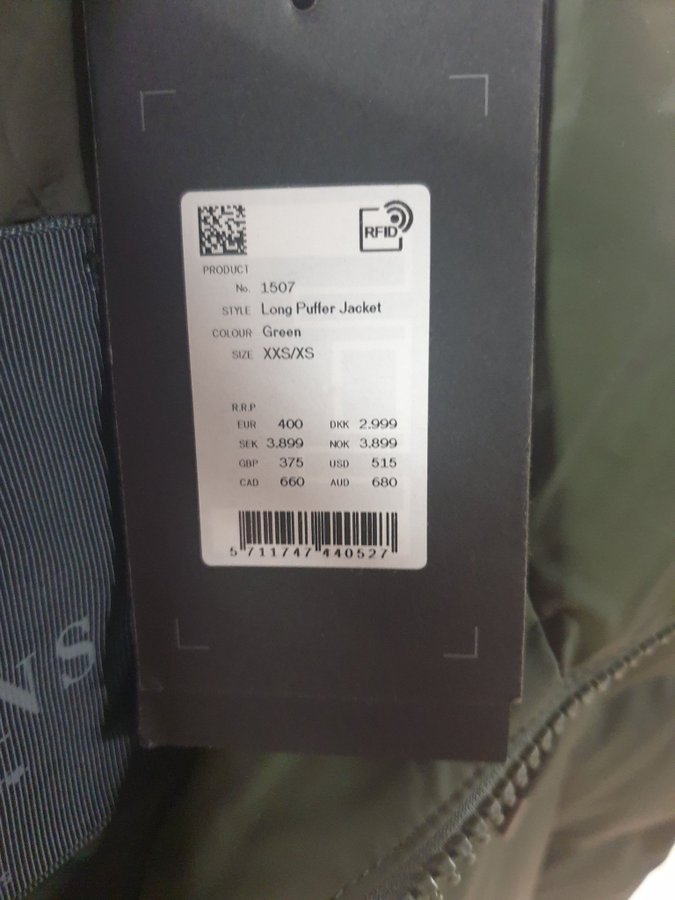 RFID
PRODUCT
No. 1507
STYLE Long Puffer Jacket
COLOUR Green
SIZE XXS/XS
R.R.P
EUR 400 DKK 2.999
SEK 3.899 NOK 3.899
GBP 375 USD 515
CAD 660 AUD 680
5 711747 440527
NS